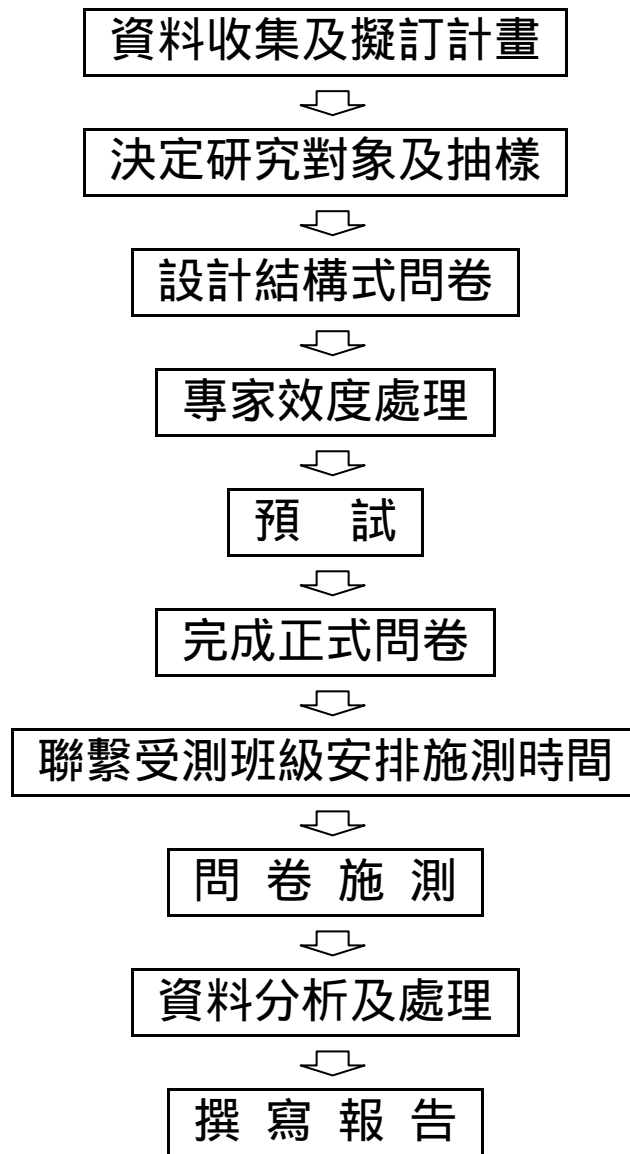 資料收集及擬訂計畫
決定研究對象及抽樣
設計結構式問卷
專家效度處理
預　試
完成正式問卷
聯繫受測班級安排施測時間
問 卷 施 測
資料分析及處理
撰 寫 報 告